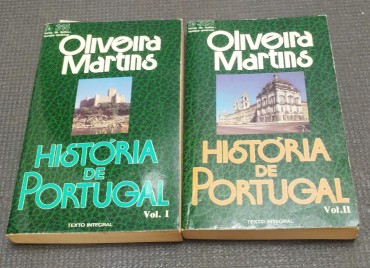 Oliveira
Martins
HISTÓRIA
DE
PORTUGAL
Vol. I
TEXTO INTEGRAL
Oliveira
Martins
HISTÓRIA
DE
PORTUGAL
Vol. II
TEXTO INTEGRAL